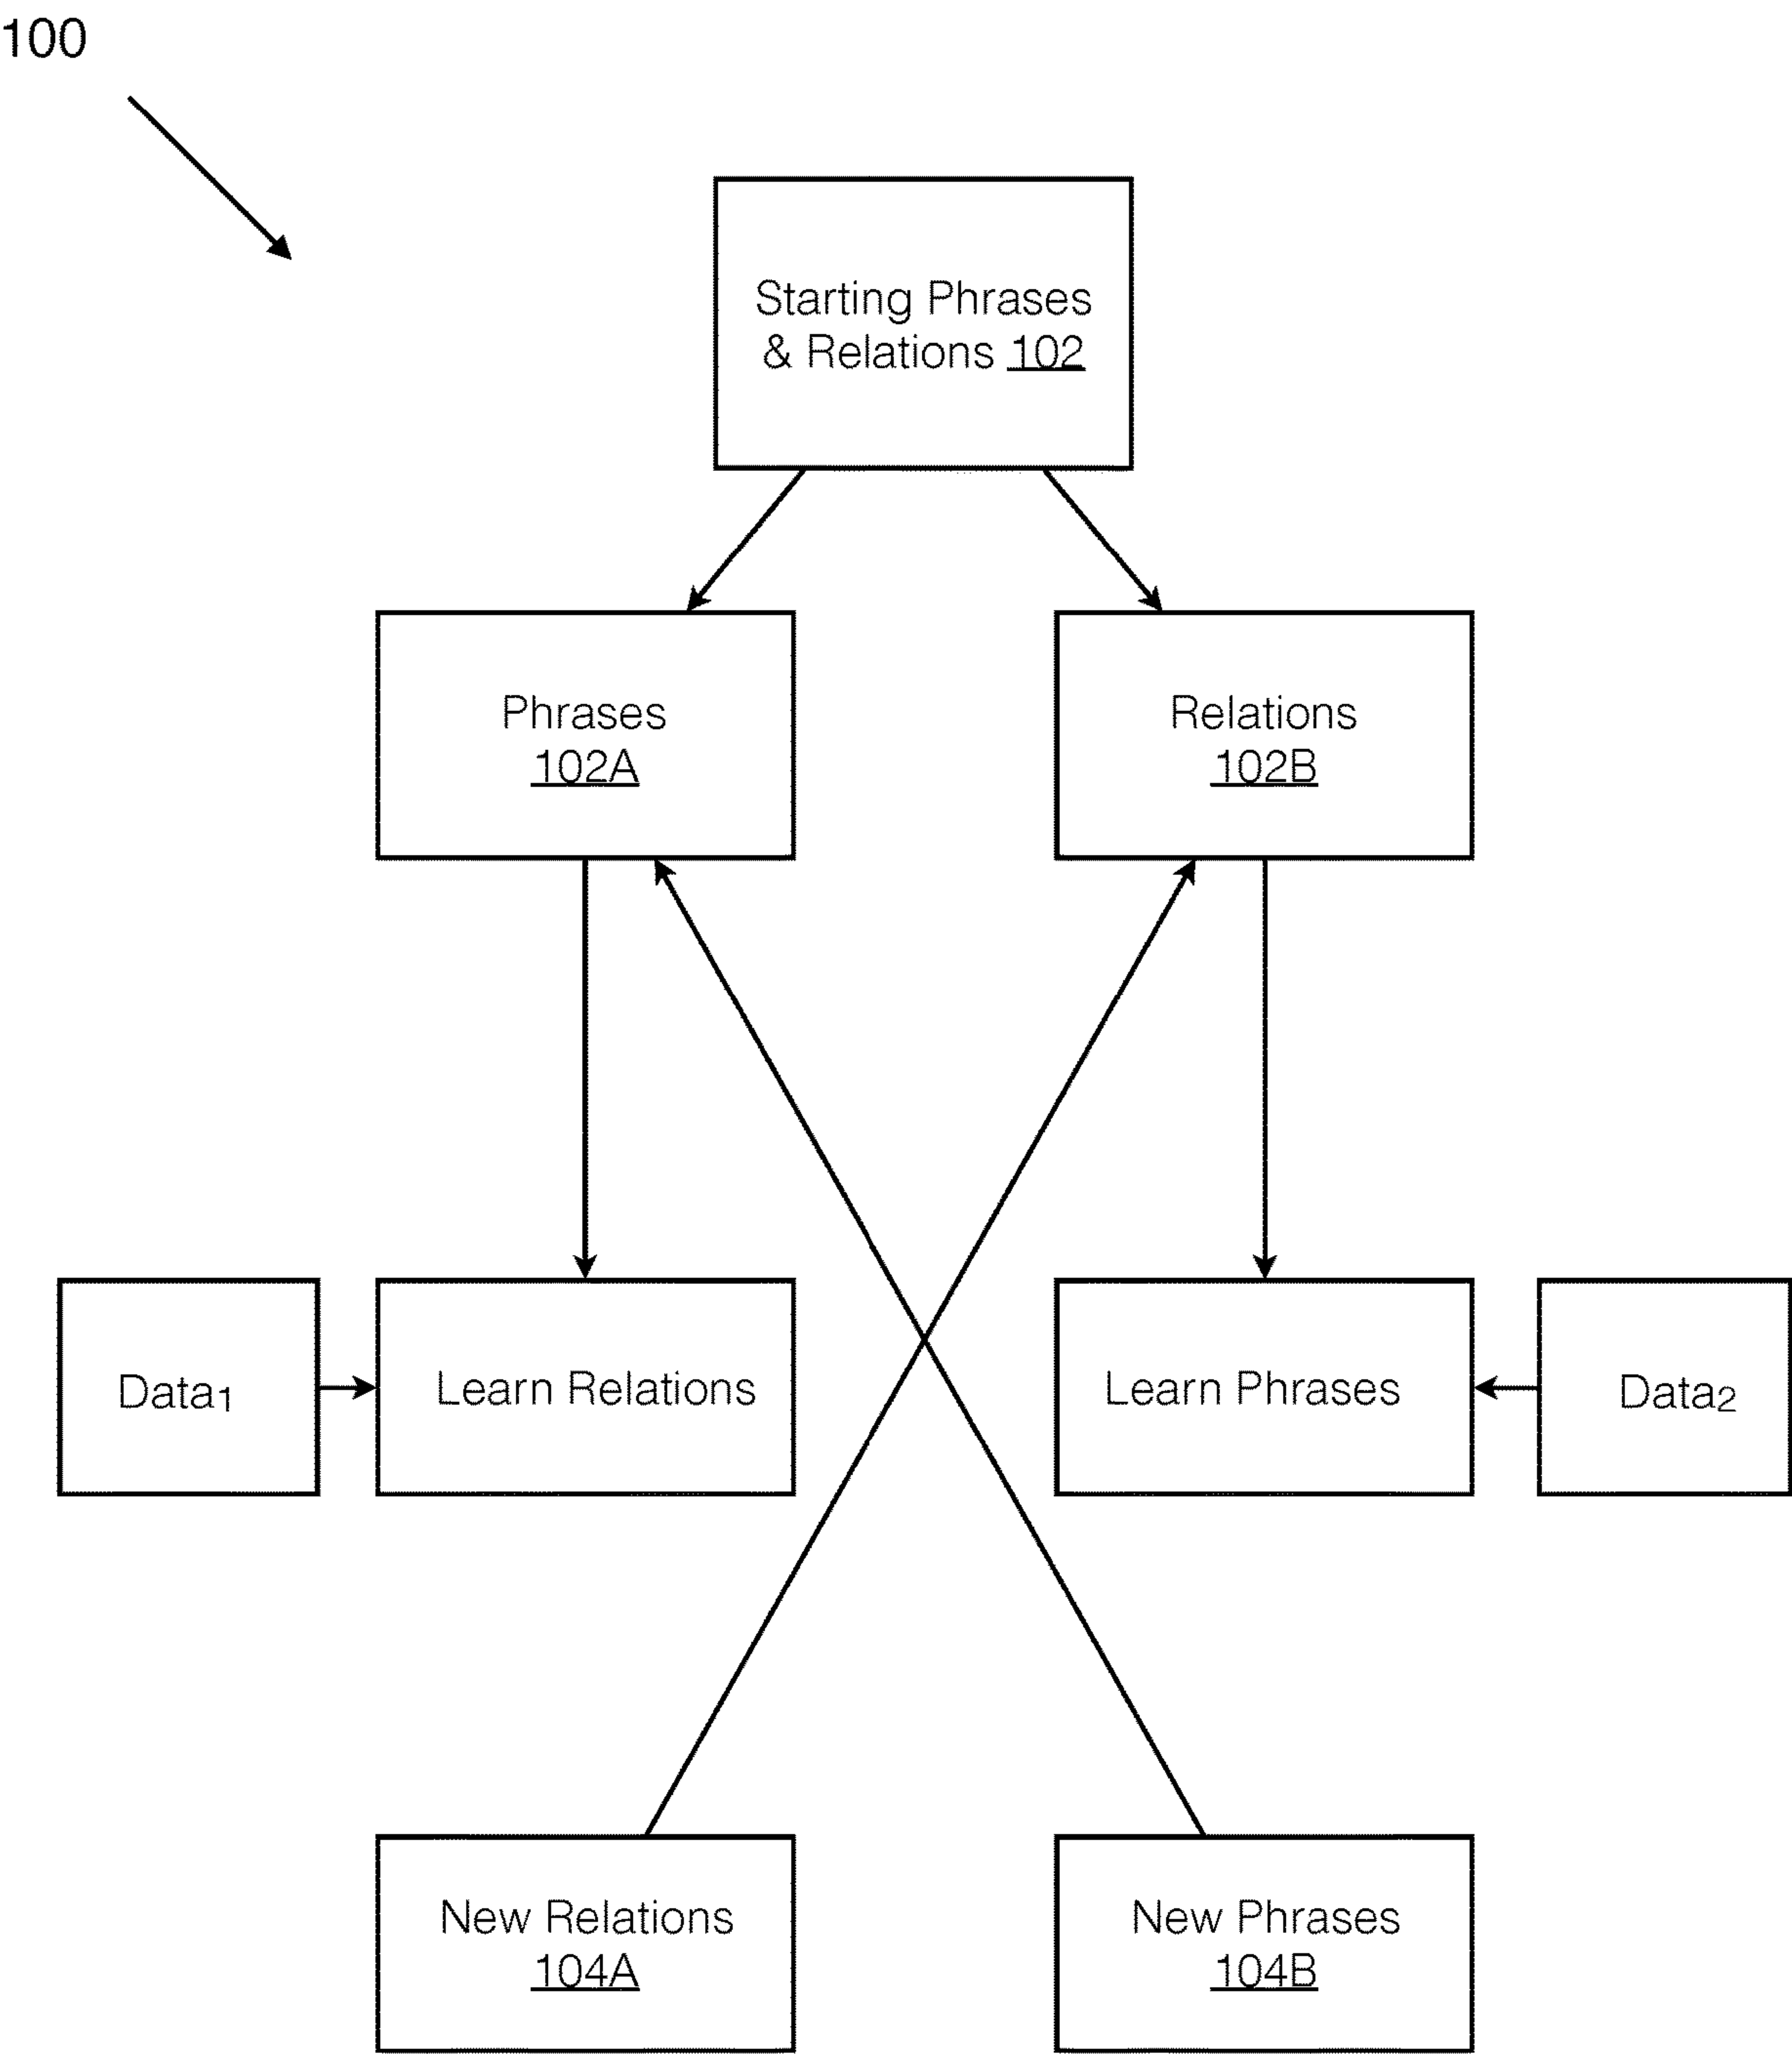 100
Starting Phrases
& Relations 102
Phrases
102A
Relations
102B
Data₁
Learn Relations
Learn Phrases
Data₂
New Relations
104A
New Phrases
104B